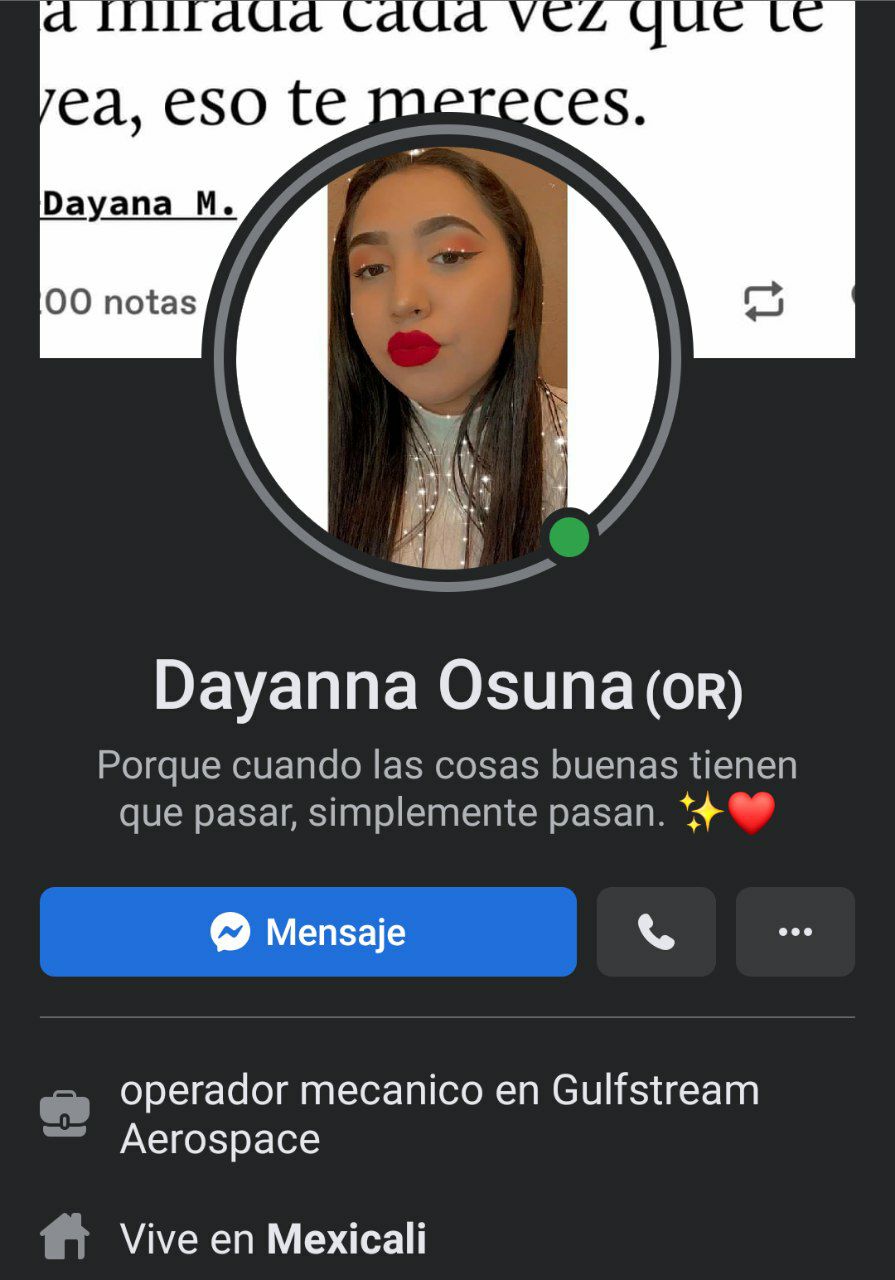 a mirada cada vez que te
vea, eso te mereces.
-Dayana M.
00 notas
Dayanna Osuna (OR)
Porque cuando las cosas buenas tienen
que pasar, simplemente pasan. ✨❤️
Mensaje
operador mecanico en Gulfstream
Aerospace
Vive en Mexicali